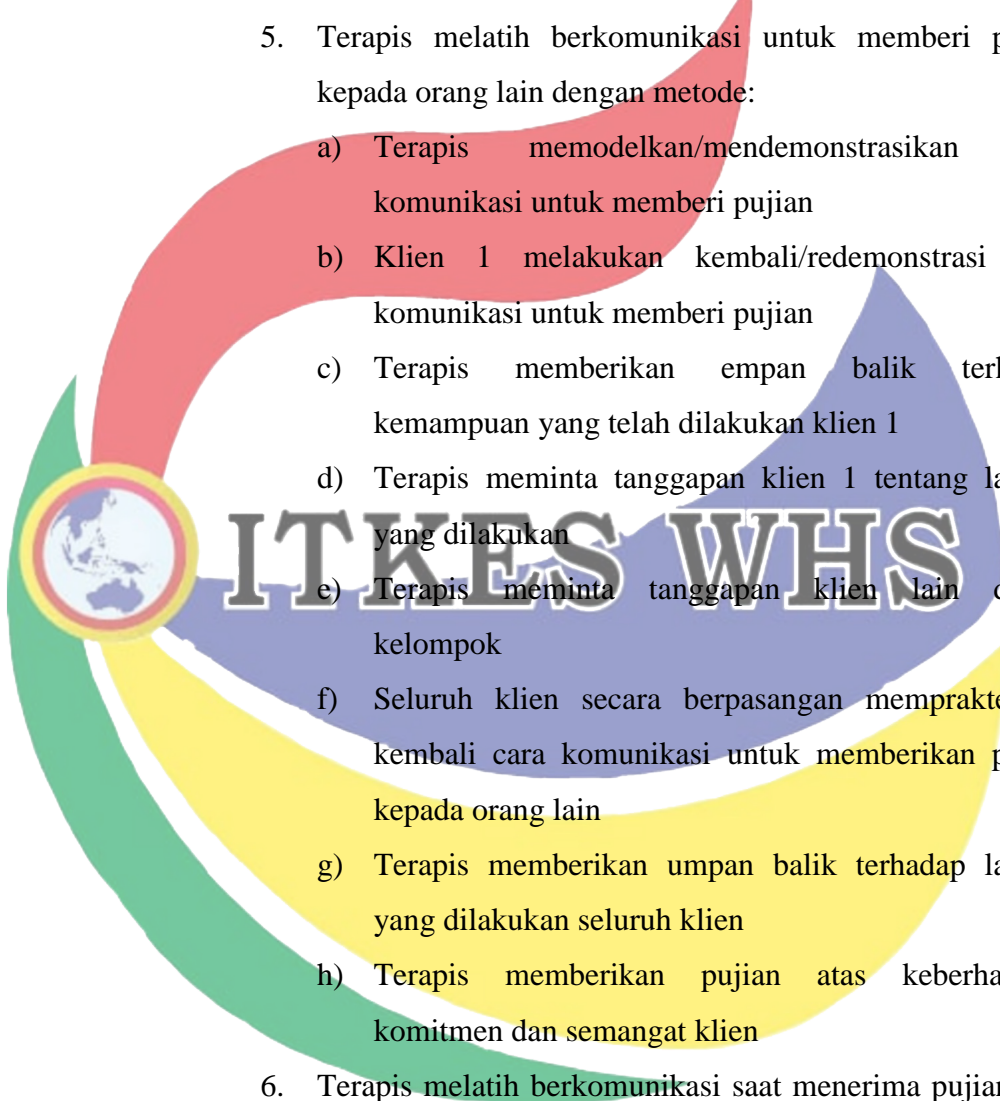 5. Terapis melatih berkomunikasi untuk memberi
kepada orang lain dengan metode:
a) Terapis memodelkan/mendemonstrasikan
komunikasi untuk memberi pujian
b) Klien 1 melakukan kembali/redemonstrasi
komunikasi untuk memberi pujian
c) Terapis memberikan empan balik
kemampuan yang telah dilakukan klien 1
d) Terapis meminta tanggapan klien 1 tentang
yang dilakukan
ITKES WHS
e) Terapis meminta tanggapan klien lain
kelompok
f) Seluruh klien secara berpasangan
kembali cara komunikasi untuk memberikan
kepada orang lain
g) Terapis memberikan umpan balik terhadap
yang dilakukan seluruh klien
h) Terapis memberikan pujian atas
komitmen dan semangat klien
6. Terapis melatih berkomunikasi saat menerima pujian